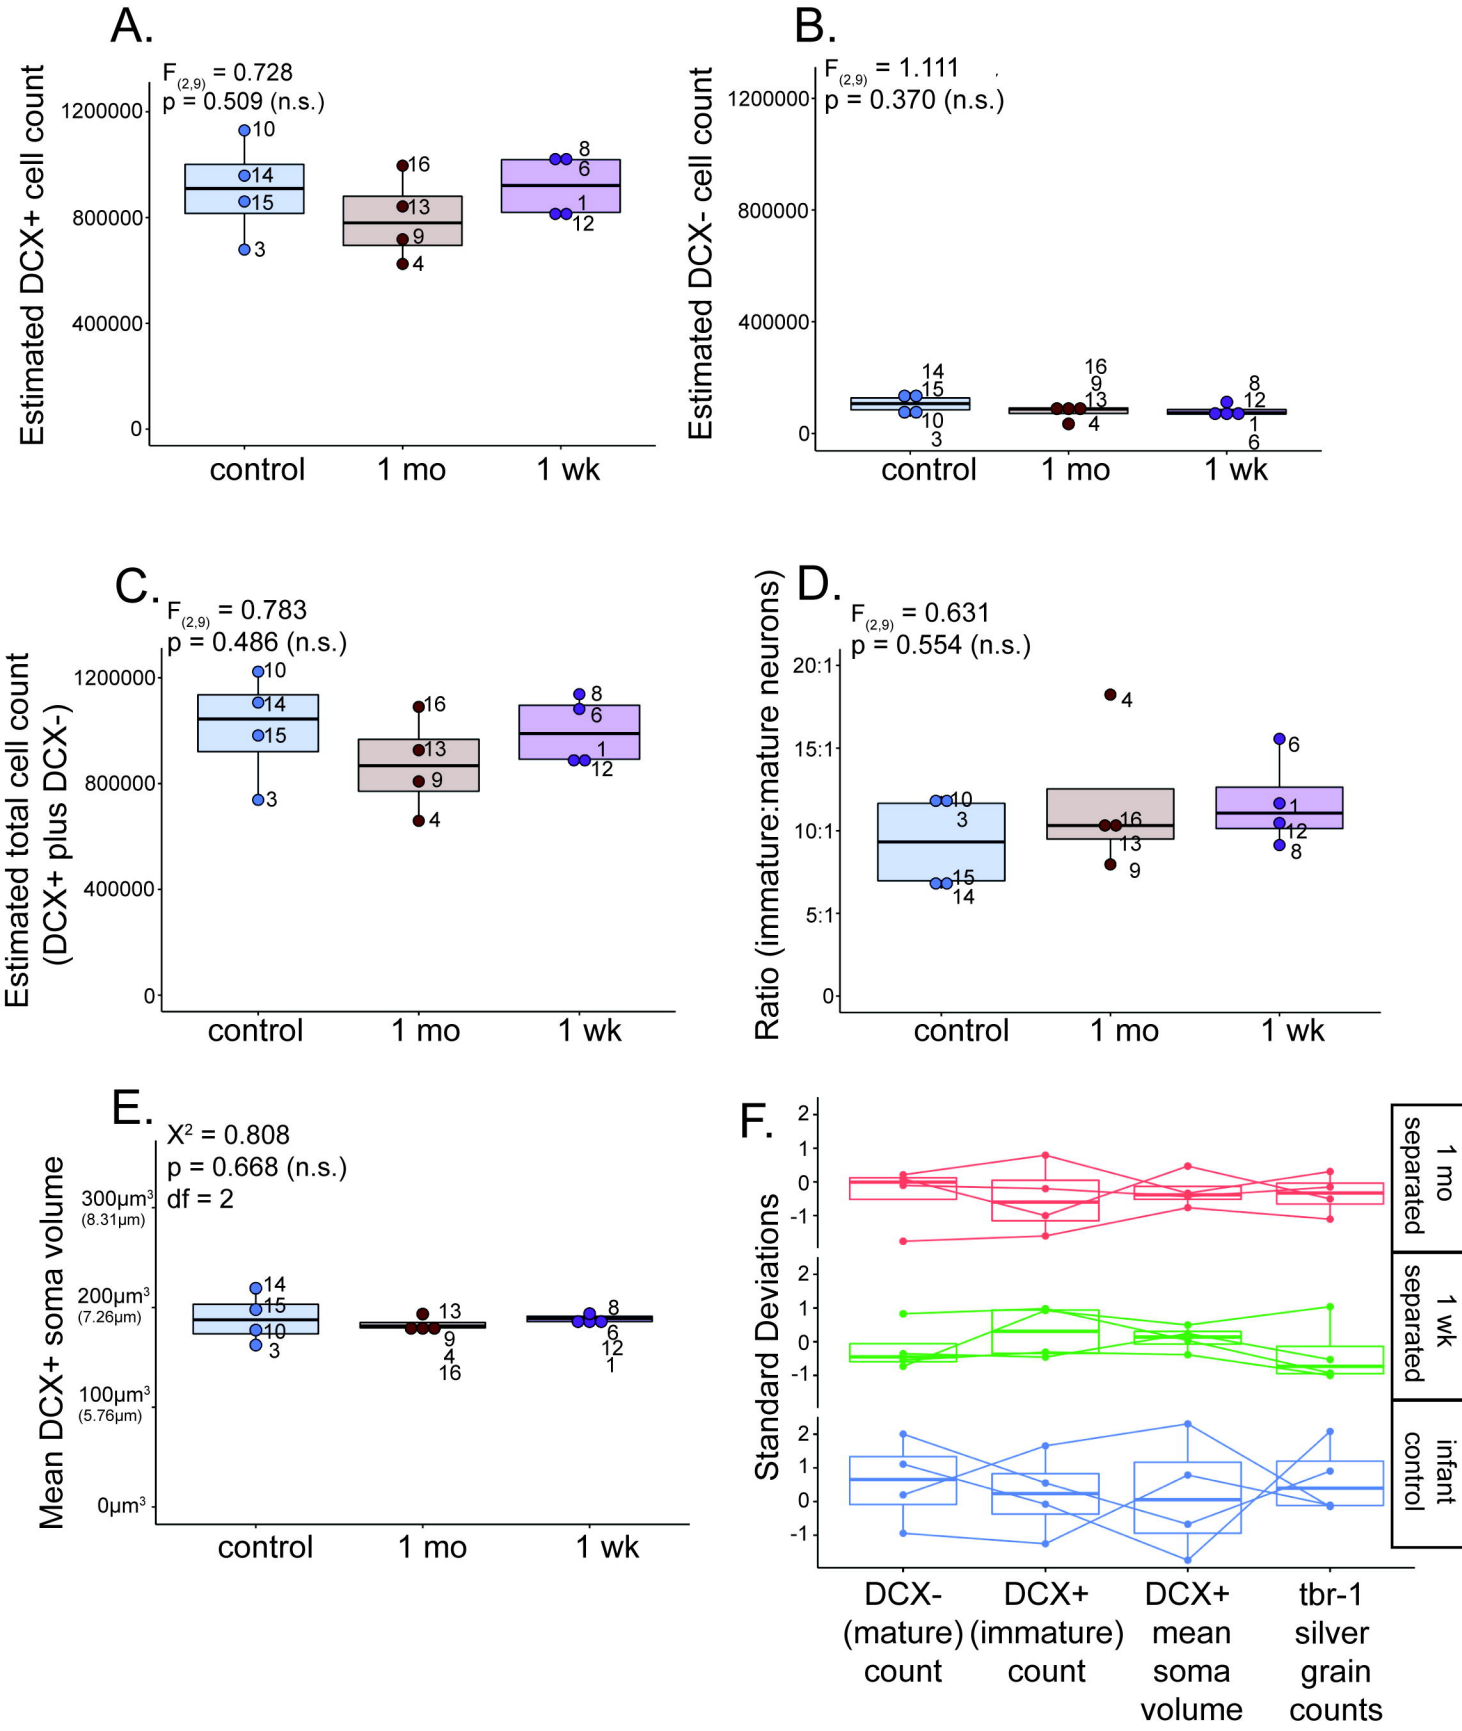 A.
F(2,9) = 0.728
p = 0.509 (n.s.)
Estimated DCX+ cell count
1200000
800000
400000
0
10
14
15
3
16
13
9
4
8
6
1
12
control
1 mo
1 wk
B.
F(2,9) = 1.111
p = 0.370 (n.s.)
Estimated DCX- cell count
1200000
800000
400000
0
14
15
10
3
16
9
13
4
8
12
1
6
control
1 mo
1 wk
C.
F(2,9) = 0.783
p = 0.486 (n.s.)
Estimated total cell count
(DCX+ plus DCX-)
1200000
800000
400000
0
10
14
15
3
16
13
9
4
8
6
1
12
control
1 mo
1 wk
D.
F(2,9) = 0.631
p = 0.554 (n.s.)
Ratio (immature:mature neurons)
20:1
15:1
10:1
5:1
0
10
3
15
14
4
16
13
9
6
1
12
8
control
1 mo
1 wk
E.
X² = 0.808
p = 0.668 (n.s.)
df = 2
Mean DCX+ soma volume
300µm³
(8.31µm)
200µm³
(7.26µm)
100µm³
(5.76µm)
0µm³
14
15
10
3
13
9
4
16
8
6
12
1
control
1 mo
1 wk
F.
Standard Deviations
2
1
0
-1
2
1
0
-1
2
1
0
-1
1 mo
separated
1 wk
separated
infant
control
DCX-
(mature)
count
DCX+
(immature)
count
DCX+
mean
soma
volume
tbr-1
silver
grain
counts